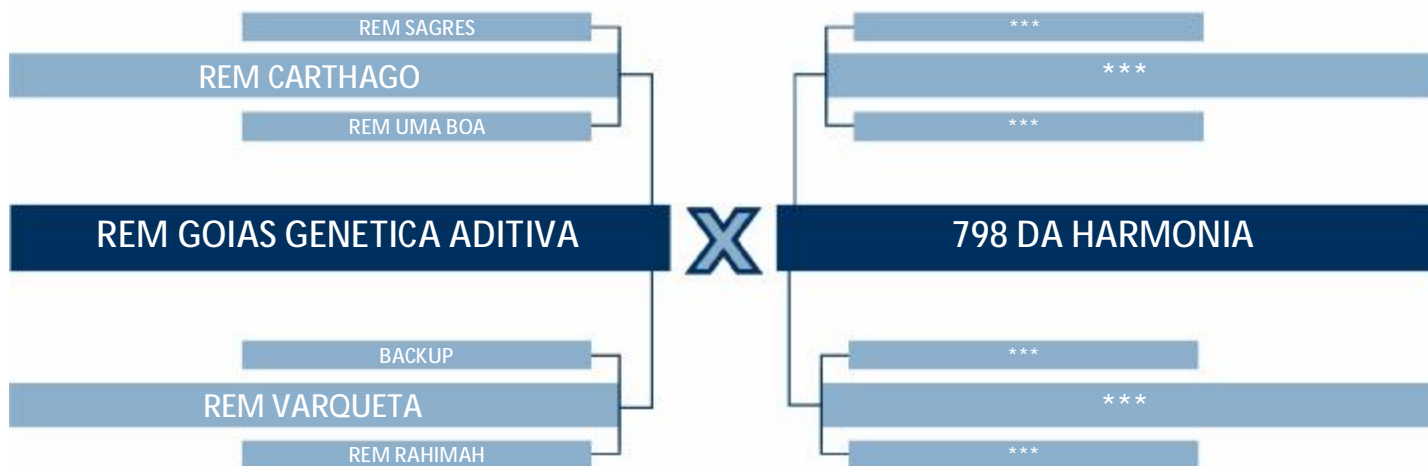 REM SAGRES
REM CARTHAGO
REM UMA BOA
REM GOIAS GENETICA ADITIVA
BACKUP
REM VARQUETA
REM RAHIMAH
X
***
***
***
798 DA HARMONIA
***
***
***